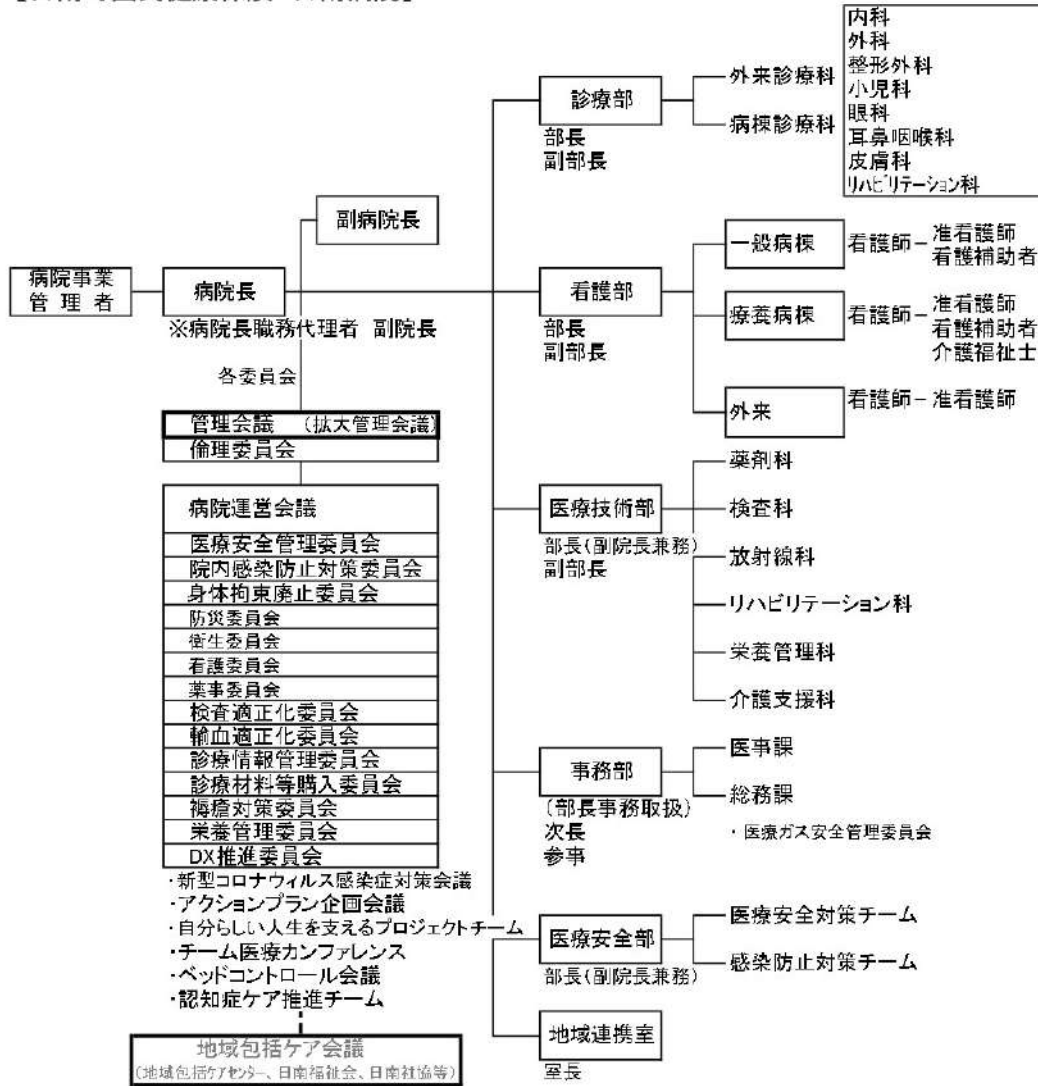 内科
外科
整形外科
小児科
眼科
耳鼻咽喉科
皮膚科
リハビリテーション科
外来診療科
病棟診療科
診療部
部長
副部長
副病院長
病院事業
管理者
病院長
※病院長職務代理者 副院長
看護部
部長
副部長
一般病棟 看護師－准看護師
看護補助者
療養病棟 看護師－准看護師
看護補助者
介護福祉士
外来 看護師－准看護師
各委員会
管理会議 (拡大管理会議)
倫理委員会
病院運営会議
医療安全管理委員会
院内感染防止対策委員会
身体拘束廃止委員会
防災委員会
衛生委員会
看護委員会
薬事委員会
検査適正化委員会
輸血適正化委員会
診療情報管理委員会
診療材料等購入委員会
褥瘡対策委員会
栄養管理委員会
DX推進委員会
・新型コロナウィルス感染症対策会議
・アクションプラン企画会議
・自分らしい人生を支えるプロジェクトチーム
・チーム医療カンファレンス
・ベッドコントロール会議
・認知症ケア推進チーム
地域包括ケア会議
(地域包括ケアセンター、日南福祉会、日南社協等)
医療技術部
部長(副院長兼務)
副部長
薬剤科
検査科
放射線科
リハビリテーション科
栄養管理科
介護支援科
事務部
(部長事務取扱)
次長
参事
医事課
総務課
・医療ガス安全管理委員会
医療安全部
部長(副院長兼務)
医療安全対策チーム
感染防止対策チーム
地域連携室
室長